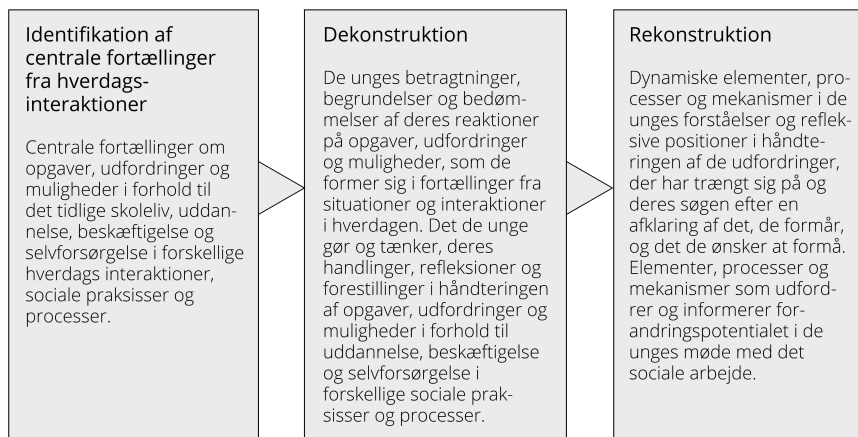 Identifikation af
centrale fortællinger
fra hverdags-
interaktioner
Centrale fortællinger om
opgaver, udfordringer og
muligheder i forhold til
det tidlige skoleliv, uddan-
nelse, beskæftigelse og
selvforsørgelse i forskellige
hverdags interaktioner,
sociale praksisser og
processer.
Dekonstruktion
De unges betragtninger,
begrundelser og bedøm-
melser af deres reaktioner
på opgaver, udfordringer
og muligheder, som de
former sig i fortællinger fra
situationer og interaktioner
i hverdagen. Det de unge
gør og tænker, deres
handlinger, refleksioner og
forestillinger i håndteringen
af opgaver, udfordringer og
muligheder i forhold til
uddannelse, beskæftigelse
og selvforsørgelse i
forskellige sociale prak-
sisser og processer.
Rekonstruktion
Dynamiske elementer, pro-
cesser og mekanismer i de
unges forståelser og reflek-
sive positioner i håndte-
ringen af de udfordringer,
der har trængt sig på og
deres søgen efter en
afklaring af det, de formår,
og det de ønsker at formå.
Elementer, processer og
mekanismer som udford-
rer og informerer for-
andringspotentialet i de
unges møde med det
sociale arbejde.